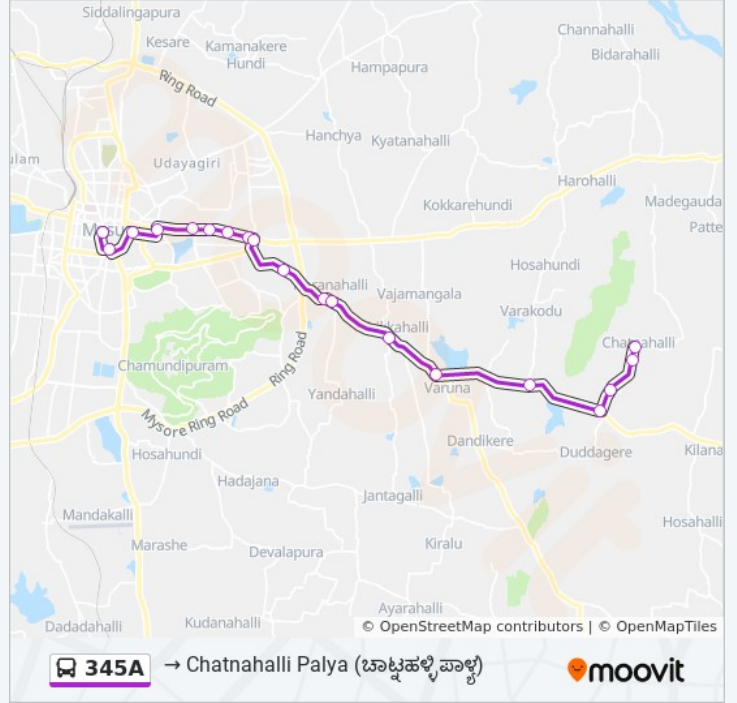 Siddalingapura
Channahalli
Kesare
Kamanakere
Hundi
Bidarahalli
Hampapura
Ring Road
Hanchya
Kyatanahalli
Udayagiri
Harohalli
Kokkarehundi
Madegauda
Patte
Hosahundi
Vajamangala
Varakodu
Chamundipuram
Ring Road
Yandahalli
Varuna
Mysore Ring Road
Dandikere
Duddagere
Kilana
Hosahundi
Hadajana
Jantagalli
Mandakalli
Hosahalli
Marashe
Devalapura
Kiralu
Ayarahalli
Dadadahalli
Kudanahalli
© OpenStreetMap contributors | © OpenMapTiles
345A → Chatnahalli Palya (ಚಾಟ್ನಹಳ್ಳಿ ಪಾಳ್ಯ)
moovit